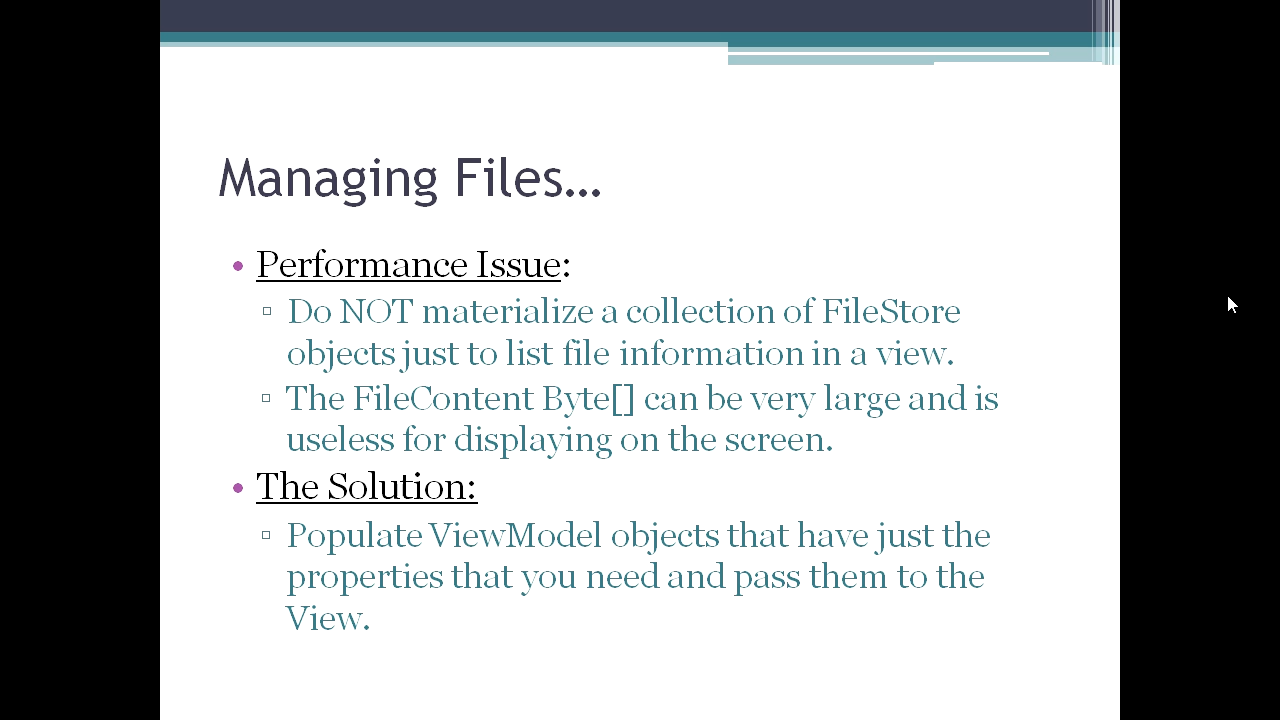 Managing Files…
• Performance Issue:
▫ Do NOT materialize a collection of FileStore
objects just to list file information in a view.
▫ The FileContent Byte[] can be very large and is
useless for displaying on the screen.
• The Solution:
▫ Populate ViewModel objects that have just the
properties that you need and pass them to the
View.